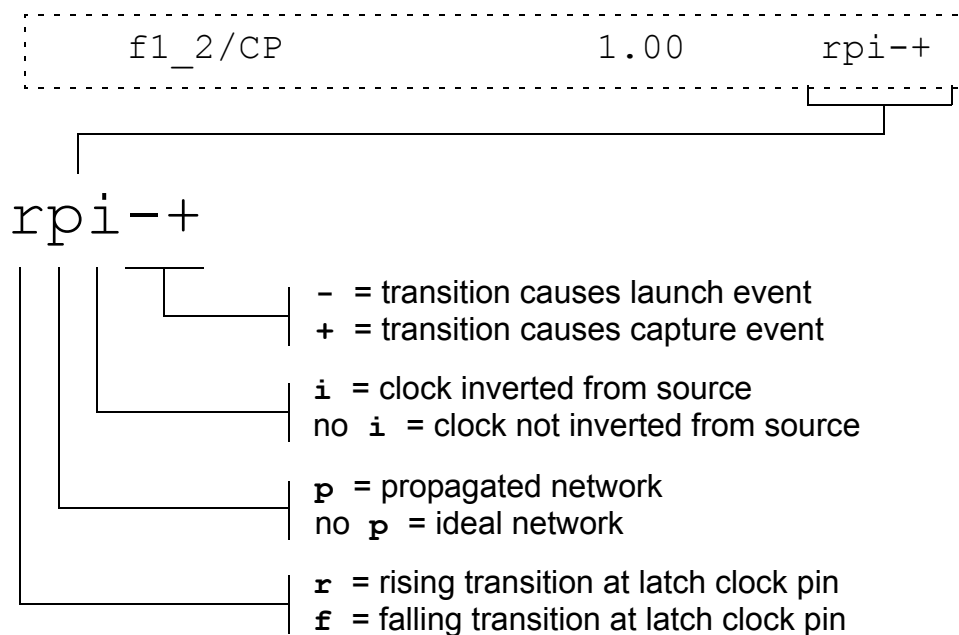 f1_2/CP 1.00 rpi-+
rpi-+
- = transition causes launch event
+ = transition causes capture event
i = clock inverted from source
no i = clock not inverted from source
p = propagated network
no p = ideal network
r = rising transition at latch clock pin
f = falling transition at latch clock pin